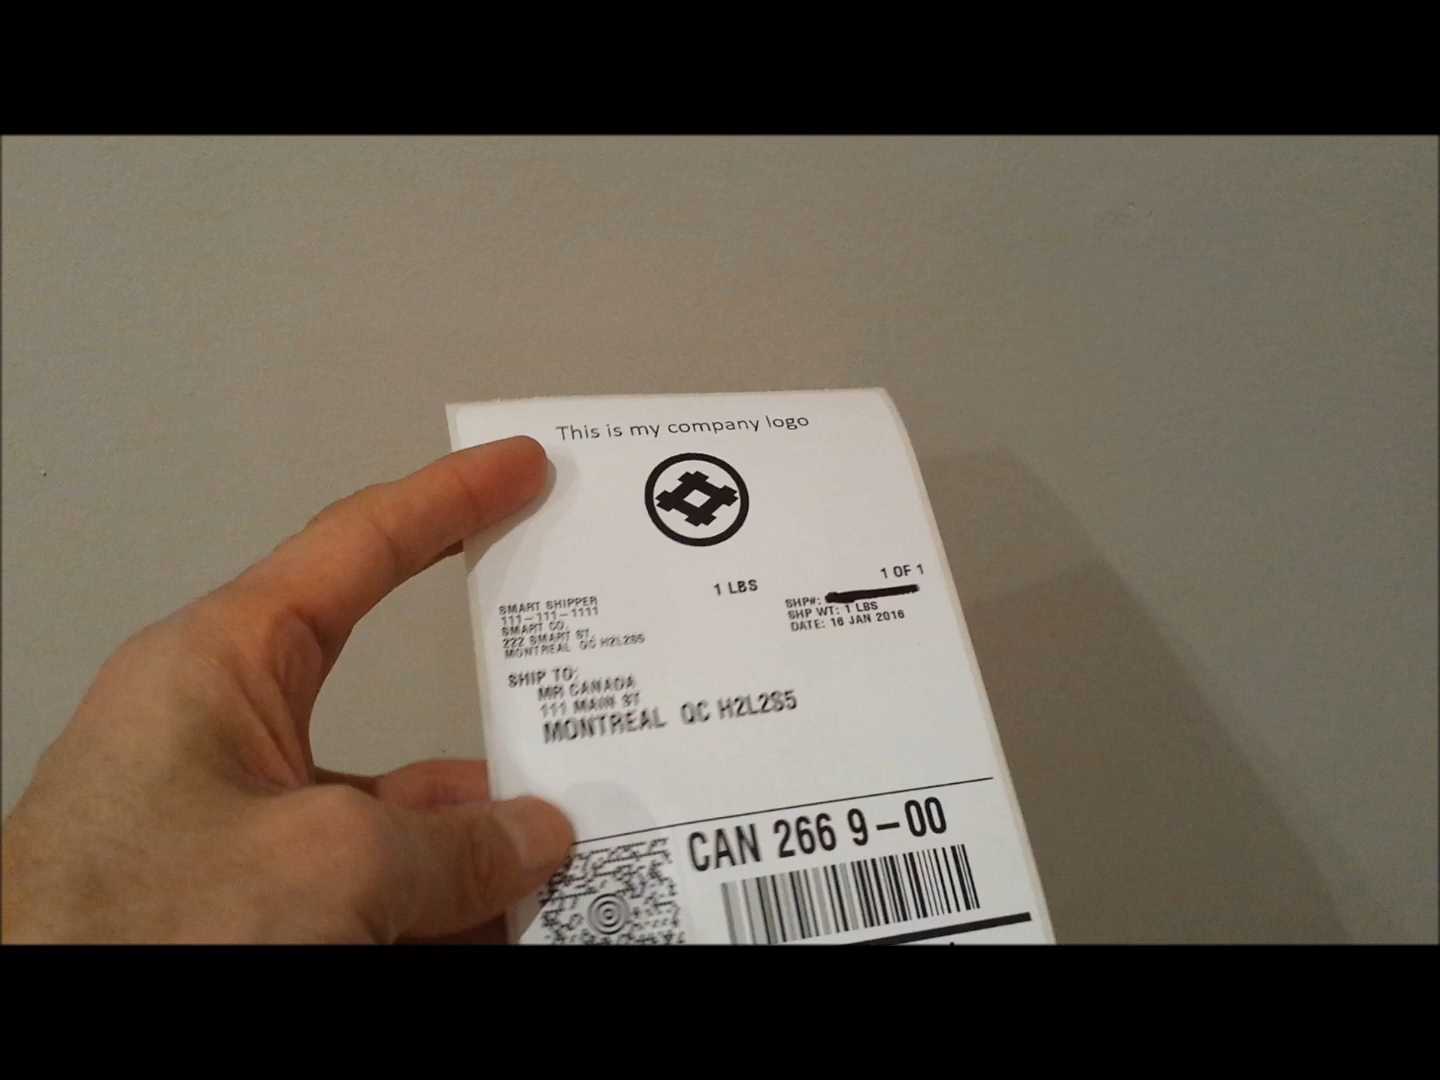 This is my company logo
1 LBS
1 OF 1
SMART SHIPPER
111-111-1111
SMART CO.
222 SMART ST.
MONTREAL QC H2L2S5
SHP#:
SHP WT: 1 LBS
DATE: 16 JAN 2016
SHIP TO:
MR CANADA
111 MAIN ST
MONTREAL QC H2L2S5
CAN 266 9-00